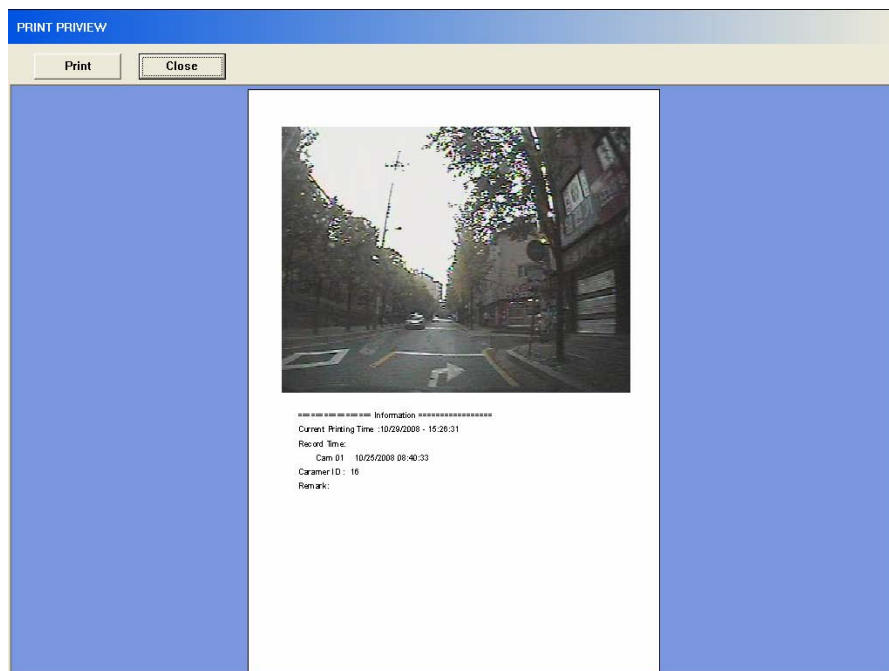 PRINT PRIVIEW
Print Close
================= Information =================
Current Printing Time :10/29/2008 - 15:26:31
Record Time:
Cam 01 10/25/2008 08:40:33
Caramer ID : 16
Remark: